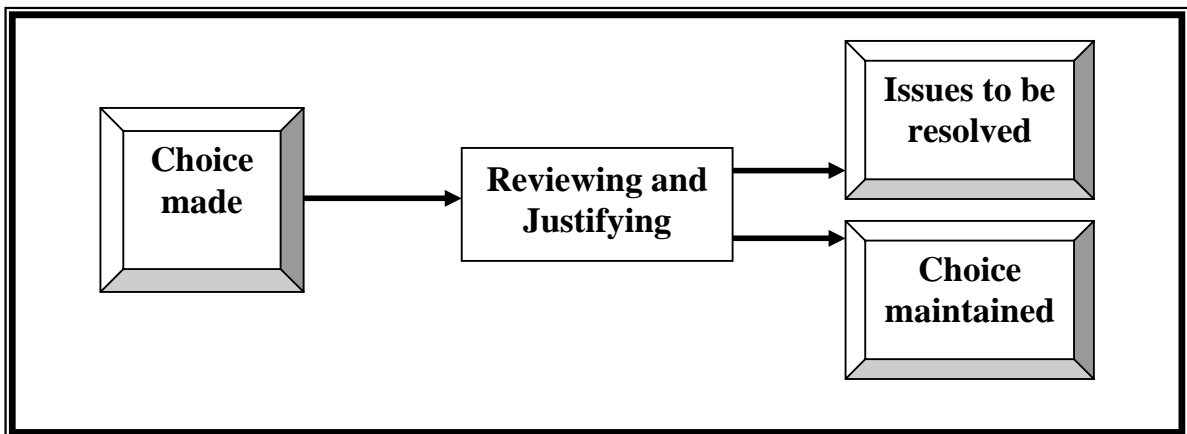 Choice
made
Reviewing and
Justifying
Issues to be
resolved
Choice
maintained